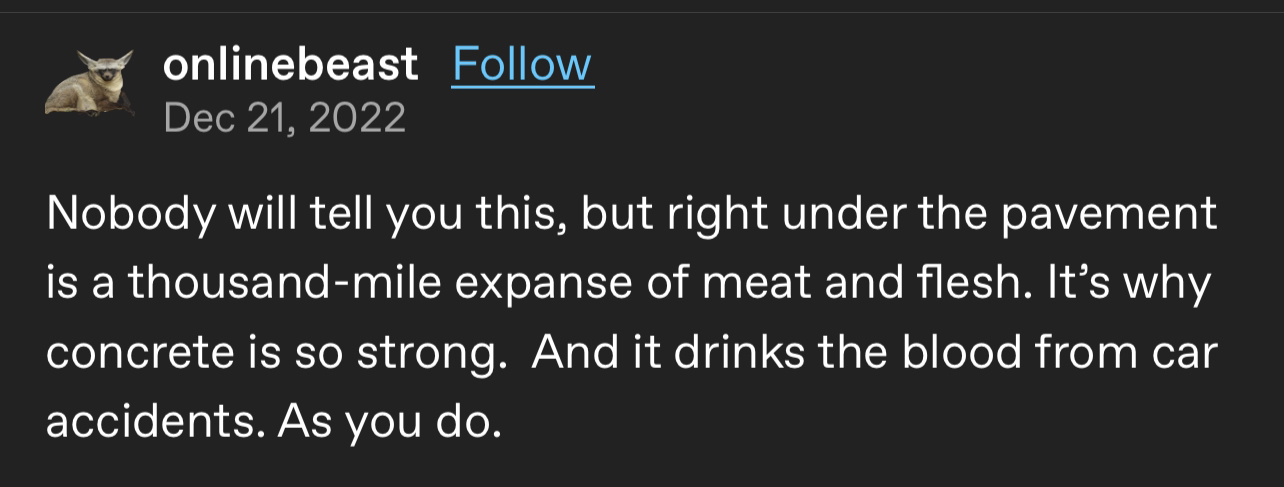 onlinebeast Follow
Dec 21, 2022
Nobody will tell you this, but right under the pavement
is a thousand-mile expanse of meat and flesh. It’s why
concrete is so strong.  And it drinks the blood from car
accidents. As you do.